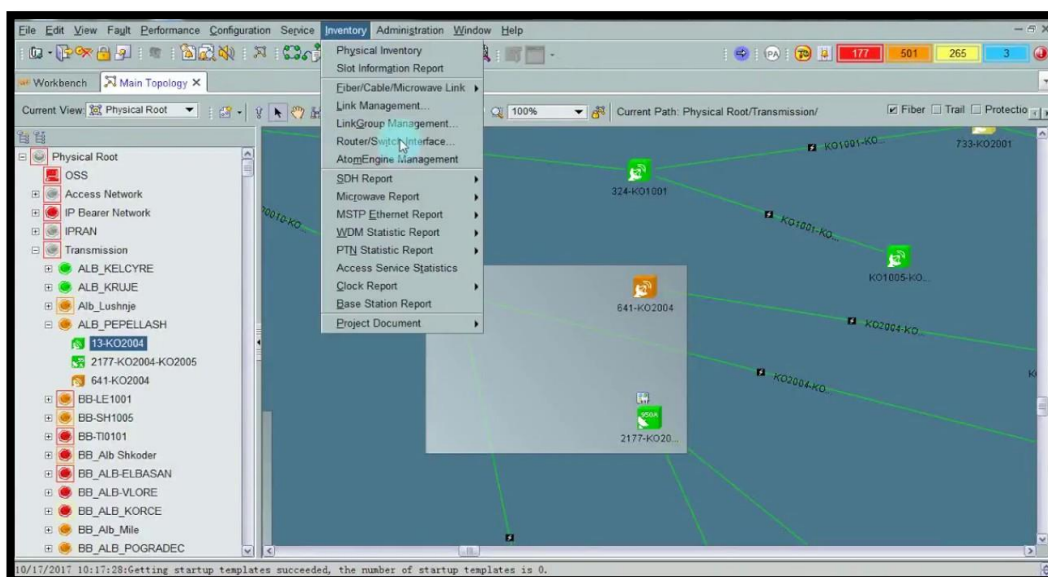 File Edit View Fault Performance Configuration Service Inventory Administration Window Help
177 501 265 3
Workbench Main Topology
Current View: Physical Root 100% Current Path: Physical Root/Transmission/ Fiber Trail Protectio
Physical Inventory
Slot Information Report
Fiber/Cable/Microwave Link
Link Management...
LinkGroup Management...
Router/Switch Interface...
AtomEngine Management
SDH Report
Microwave Report
MSTP Ethernet Report
WDM Statistic Report
PTN Statistic Report
Access Service Statistics
Clock Report
Base Station Report
Project Document
Physical Root
OSS
Access Network
IP Bearer Network
IPRAN
Transmission
ALB_KELCYRE
ALB_KRUJE
Alb_Lushnje
ALB_PEPELLASH
13-KO2004
2177-KO2004-KO2005
641-KO2004
BB-LE1001
BB-SH1005
BB-TI0101
BB_Alb Shkoder
BB_ALB-ELBASAN
BB_ALB-VLORE
BB_ALB_KORCE
BB_Alb_Mile
BB_ALB_POGRADEC
KO1001-KO...
733-KO2001
324-KO1001
0010-KO...
KO1001-KO...
KO1005-KO...
641-KO2004
KO2004-KO...
KO2004-KO...
950A
2177-KO20...
10/17/2017 10:17:28:Getting startup templates succeeded, the number of startup templates is 0.